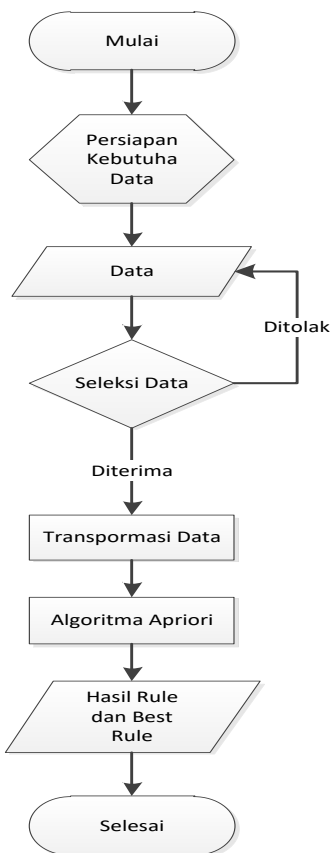 Mulai
Persiapan
Kebutuha
Data
Data
Ditolak
Seleksi Data
Diterima
Transpormasi Data
Algoritma Apriori
Hasil Rule
dan Best
Rule
Selesai